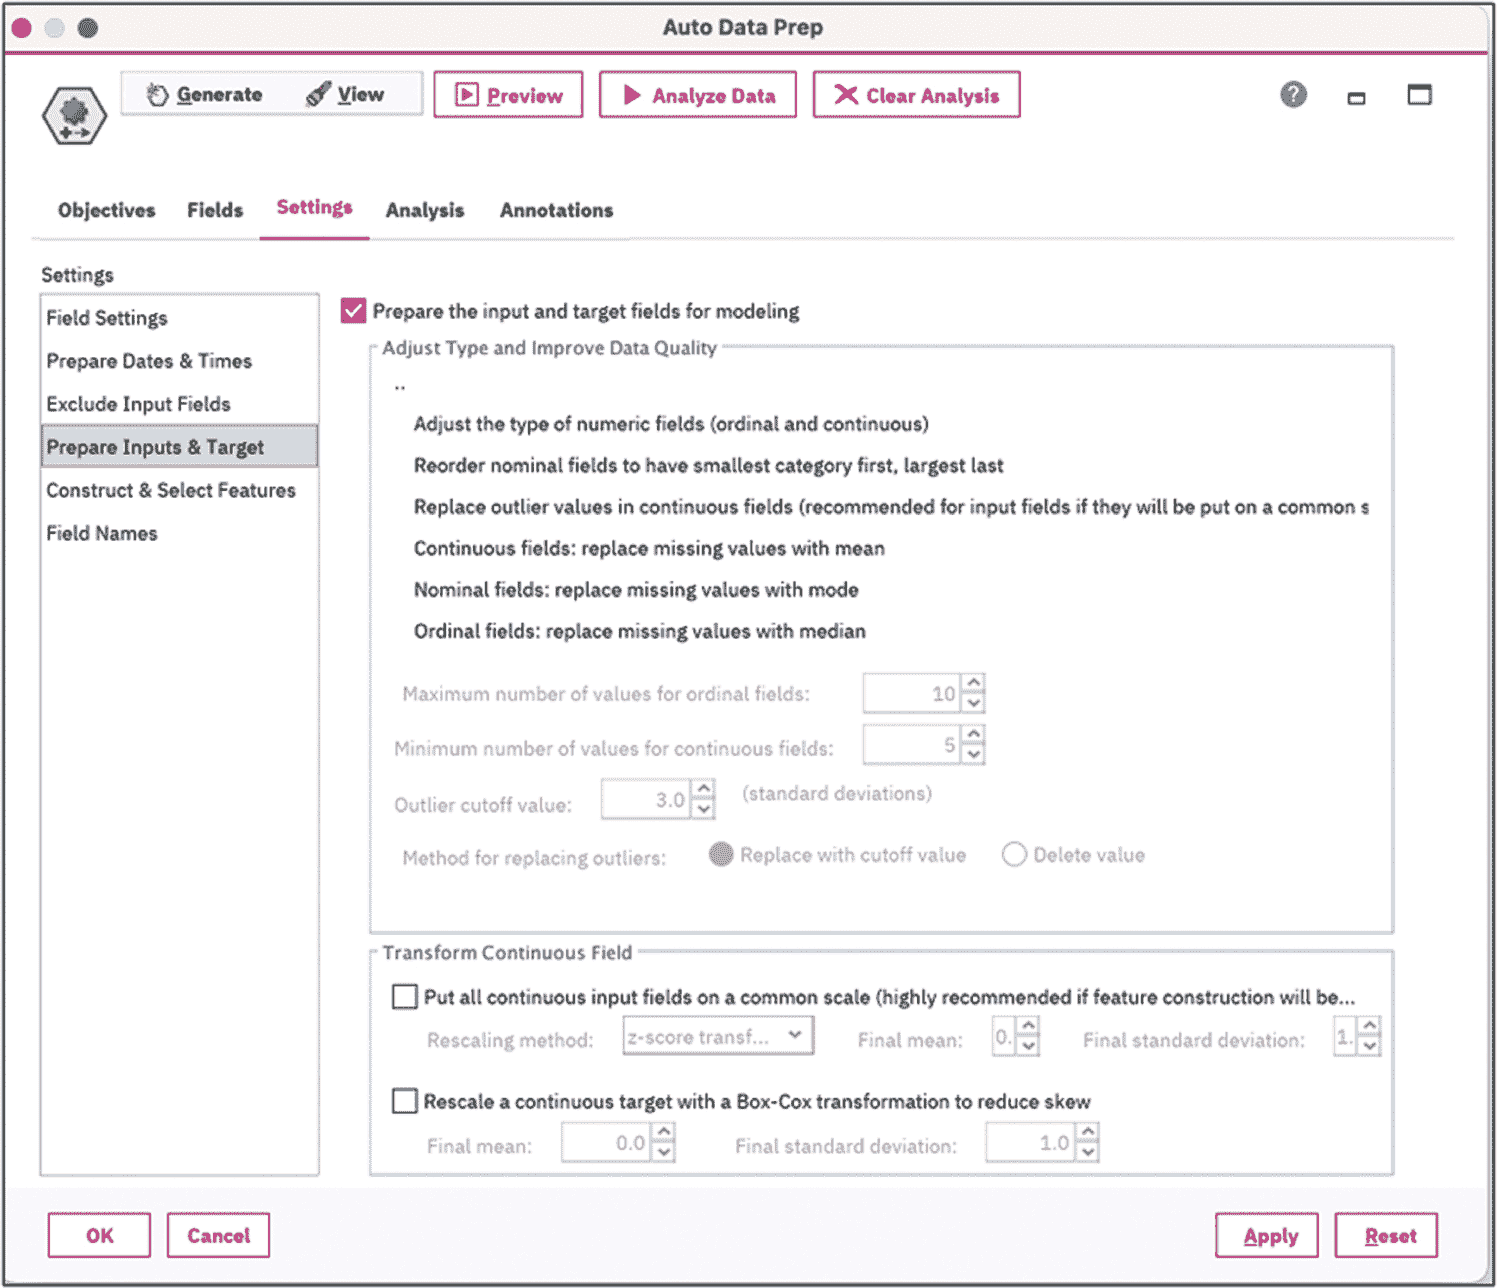 Auto Data Prep
Generate View Preview Analyze Data Clear Analysis ?
Objectives Fields Settings Analysis Annotations
Settings
Field Settings
Prepare Dates & Times
Exclude Input Fields
Prepare Inputs & Target
Construct & Select Features
Field Names
Prepare the input and target fields for modeling
Adjust Type and Improve Data Quality
..
Adjust the type of numeric fields (ordinal and continuous)
Reorder nominal fields to have smallest category first, largest last
Replace outlier values in continuous fields (recommended for input fields if they will be put on a common s
Continuous fields: replace missing values with mean
Nominal fields: replace missing values with mode
Ordinal fields: replace missing values with median
Maximum number of values for ordinal fields: 10
Minimum number of values for continuous fields: 5
Outlier cutoff value: 3.0 (standard deviations)
Method for replacing outliers: Replace with cutoff value Delete value
Transform Continuous Field
Put all continuous input fields on a common scale (highly recommended if feature construction will be...
Rescaling method: z-score transf... Final mean: 0. Final standard deviation: 1.
Rescale a continuous target with a Box-Cox transformation to reduce skew
Final mean: 0.0 Final standard deviation: 1.0
OK Cancel Apply Reset